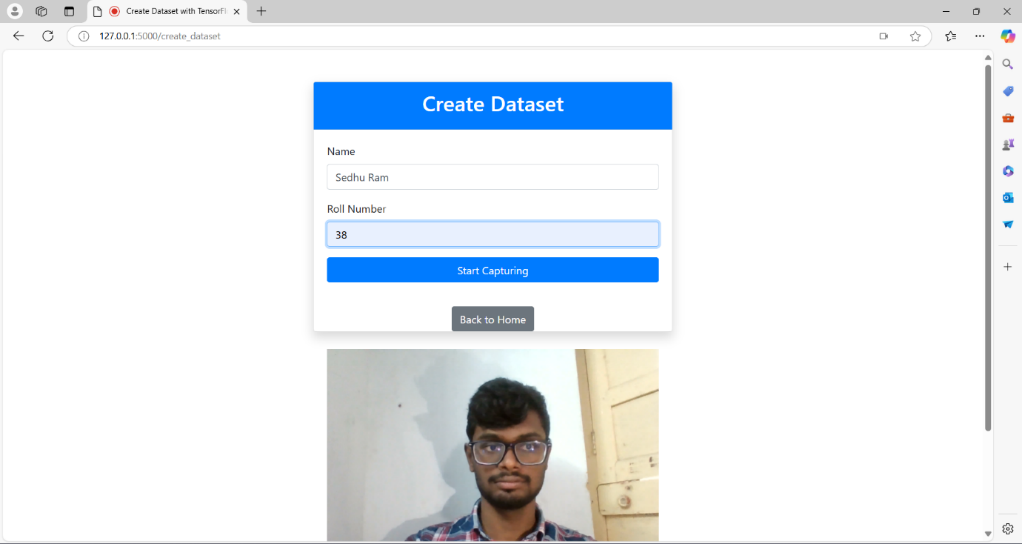 Create Dataset with TensorFl
127.0.0.1:5000/create_dataset
Create Dataset
Name
Sedhu Ram
Roll Number
38
Start Capturing
Back to Home